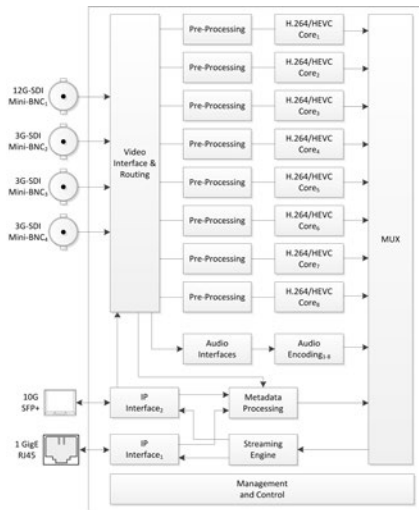 12G-SDI
Mini-BNC₁
3G-SDI
Mini-BNC₂
3G-SDI
Mini-BNC₃
3G-SDI
Mini-BNC₄
Video
Interface &
Routing
Pre-Processing
H.264/HEVC
Core₁
Pre-Processing
H.264/HEVC
Core₂
Pre-Processing
H.264/HEVC
Core₃
Pre-Processing
H.264/HEVC
Core₄
Pre-Processing
H.264/HEVC
Core₅
Pre-Processing
H.264/HEVC
Core₆
Pre-Processing
H.264/HEVC
Core₇
Pre-Processing
H.264/HEVC
Core₈
MUX
Audio
Interfaces
Audio
Encoding₁₋₈
10G
SFP+
IP
Interface₂
Metadata
Processing
1 GigE
RJ45
IP
Interface₁
Streaming
Engine
Management
and Control